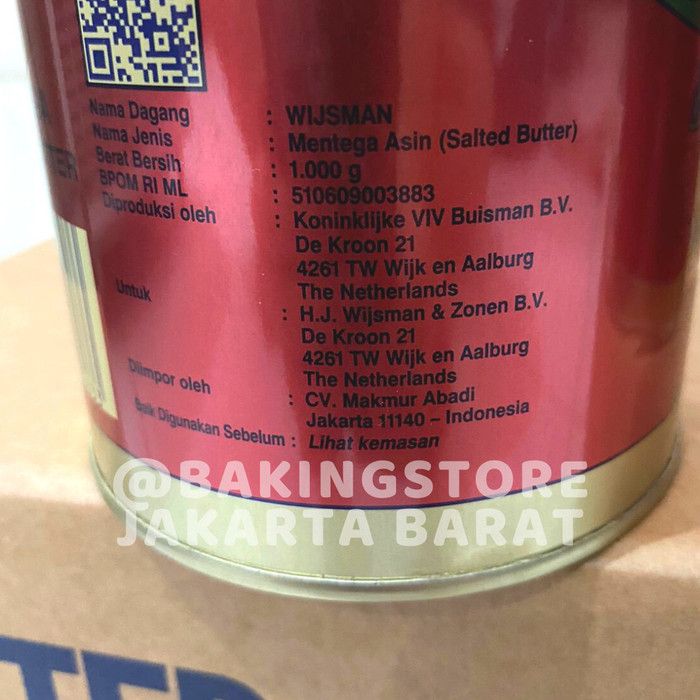 Nama Dagang : WIJSMAN
Nama Jenis : Mentega Asin (Salted Butter)
Berat Bersih : 1.000 g
BPOM RI ML : 510609003883
Diproduksi oleh : Koninklijke VIV Buisman B.V.
De Kroon 21
4261 TW Wijk en Aalburg
The Netherlands
Untuk : H.J. Wijsman & Zonen B.V.
De Kroon 21
4261 TW Wijk en Aalburg
The Netherlands
Diimpor oleh : CV. Makmur Abadi
Jakarta 11140 – Indonesia
Baik Digunakan Sebelum : Lihat kemasan
@BAKINGSTORE
JAKARTA BARAT